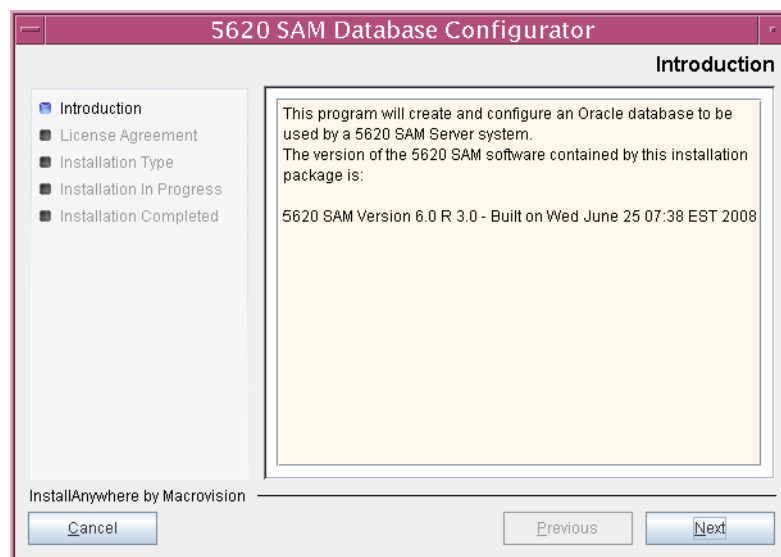 5620 SAM Database Configurator
Introduction
Introduction
License Agreement
Installation Type
Installation In Progress
Installation Completed
This program will create and configure an Oracle database to be
used by a 5620 SAM Server system.
The version of the 5620 SAM software contained by this installation
package is:
5620 SAM Version 6.0 R 3.0 - Built on Wed June 25 07:38 EST 2008
InstallAnywhere by Macrovision
Cancel
Previous
Next